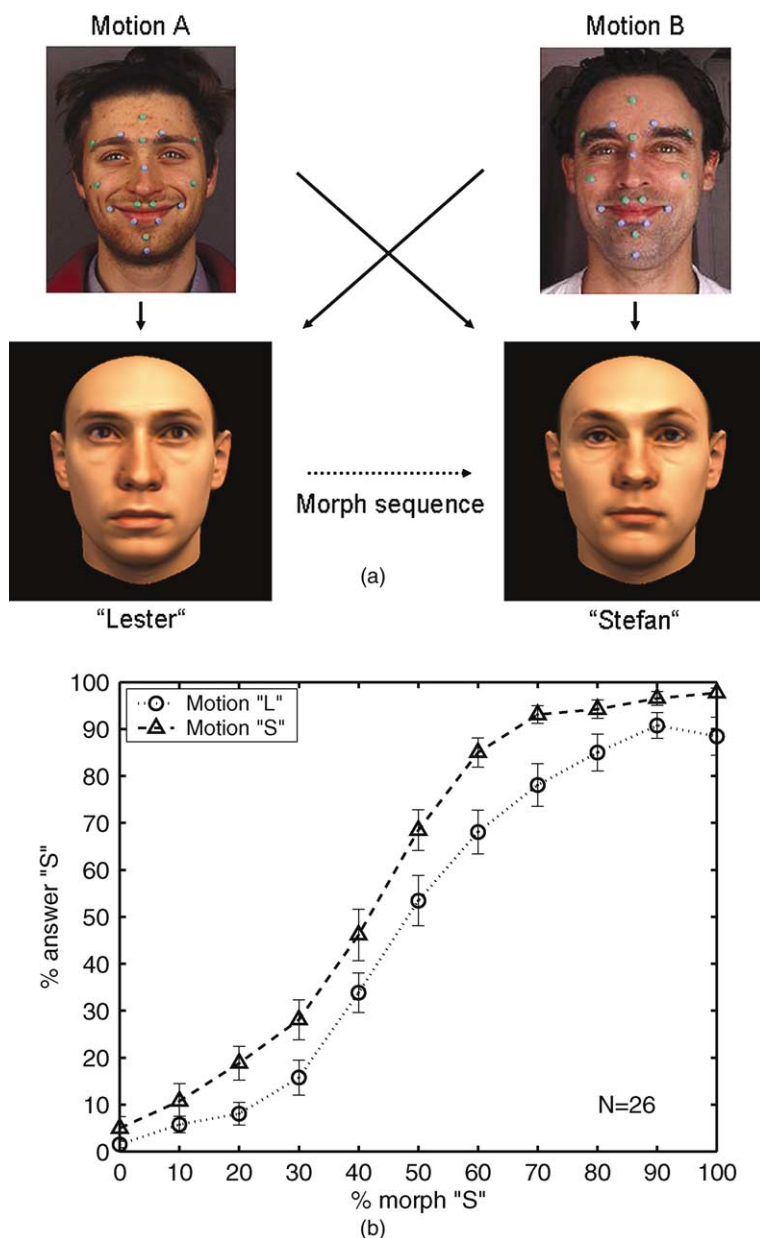 Motion A
Motion B
Morph sequence
(a)
“Lester“
“Stefan“
Motion "L"
Motion "S"
% answer "S"
100
90
80
70
60
50
40
30
20
10
0
N=26
0 10 20 30 40 50 60 70 80 90 100
% morph "S"
(b)